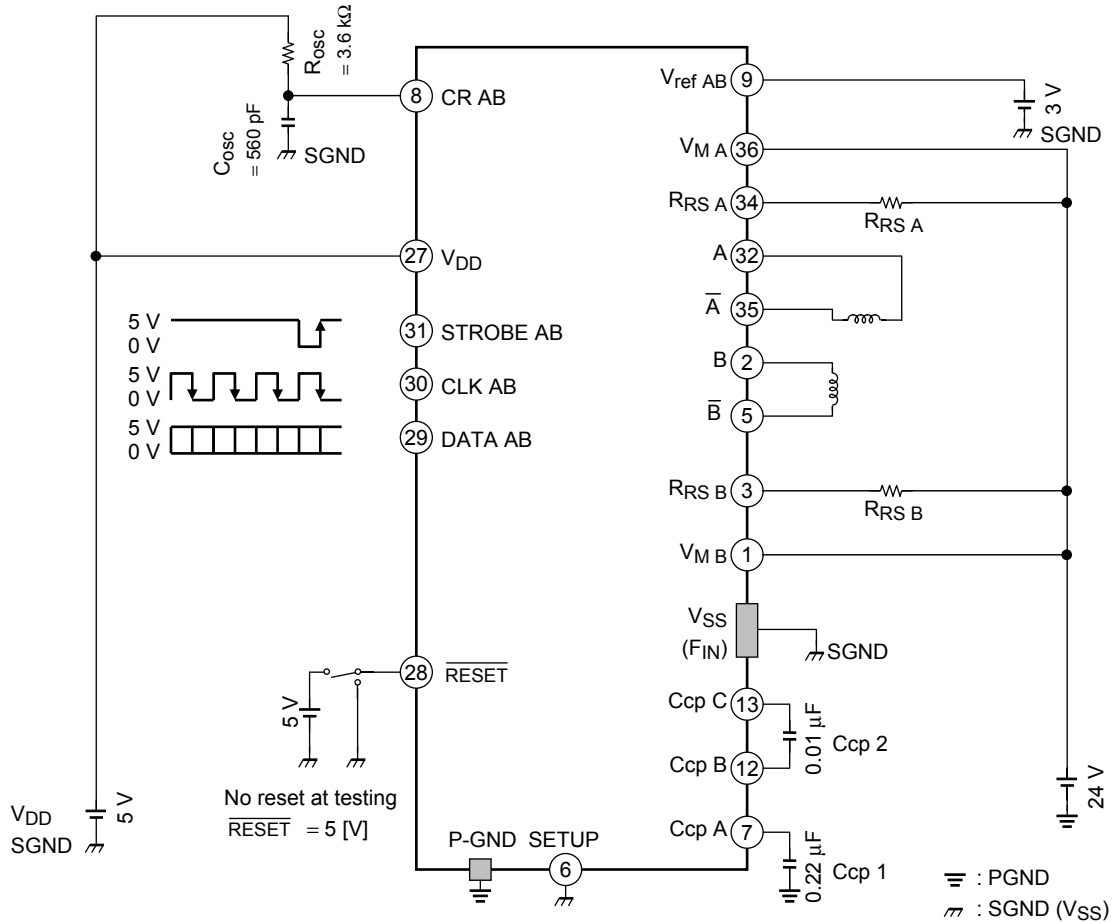 Rosc
= 3.6 kΩ
Cosc
= 560 pF
SGND
8 CR AB
27 VDD
5 V
0 V
31 STROBE AB
5 V
0 V
30 CLK AB
5 V
0 V
29 DATA AB
28 RESET
5 V
No reset at testing
RESET = 5 [V]
VDD
SGND
5 V
P-GND
SETUP
6
Vref AB 9
3 V
SGND
VM A 36
RRS A 34
RRS A
A 32
A 35
B 2
B 5
RRS B 3
RRS B
VM B 1
VSS
(FIN)
SGND
Ccp C 13
0.01 µF
Ccp 2
Ccp B 12
Ccp A 7
0.22 µF
Ccp 1
24 V
: PGND
: SGND (VSS)